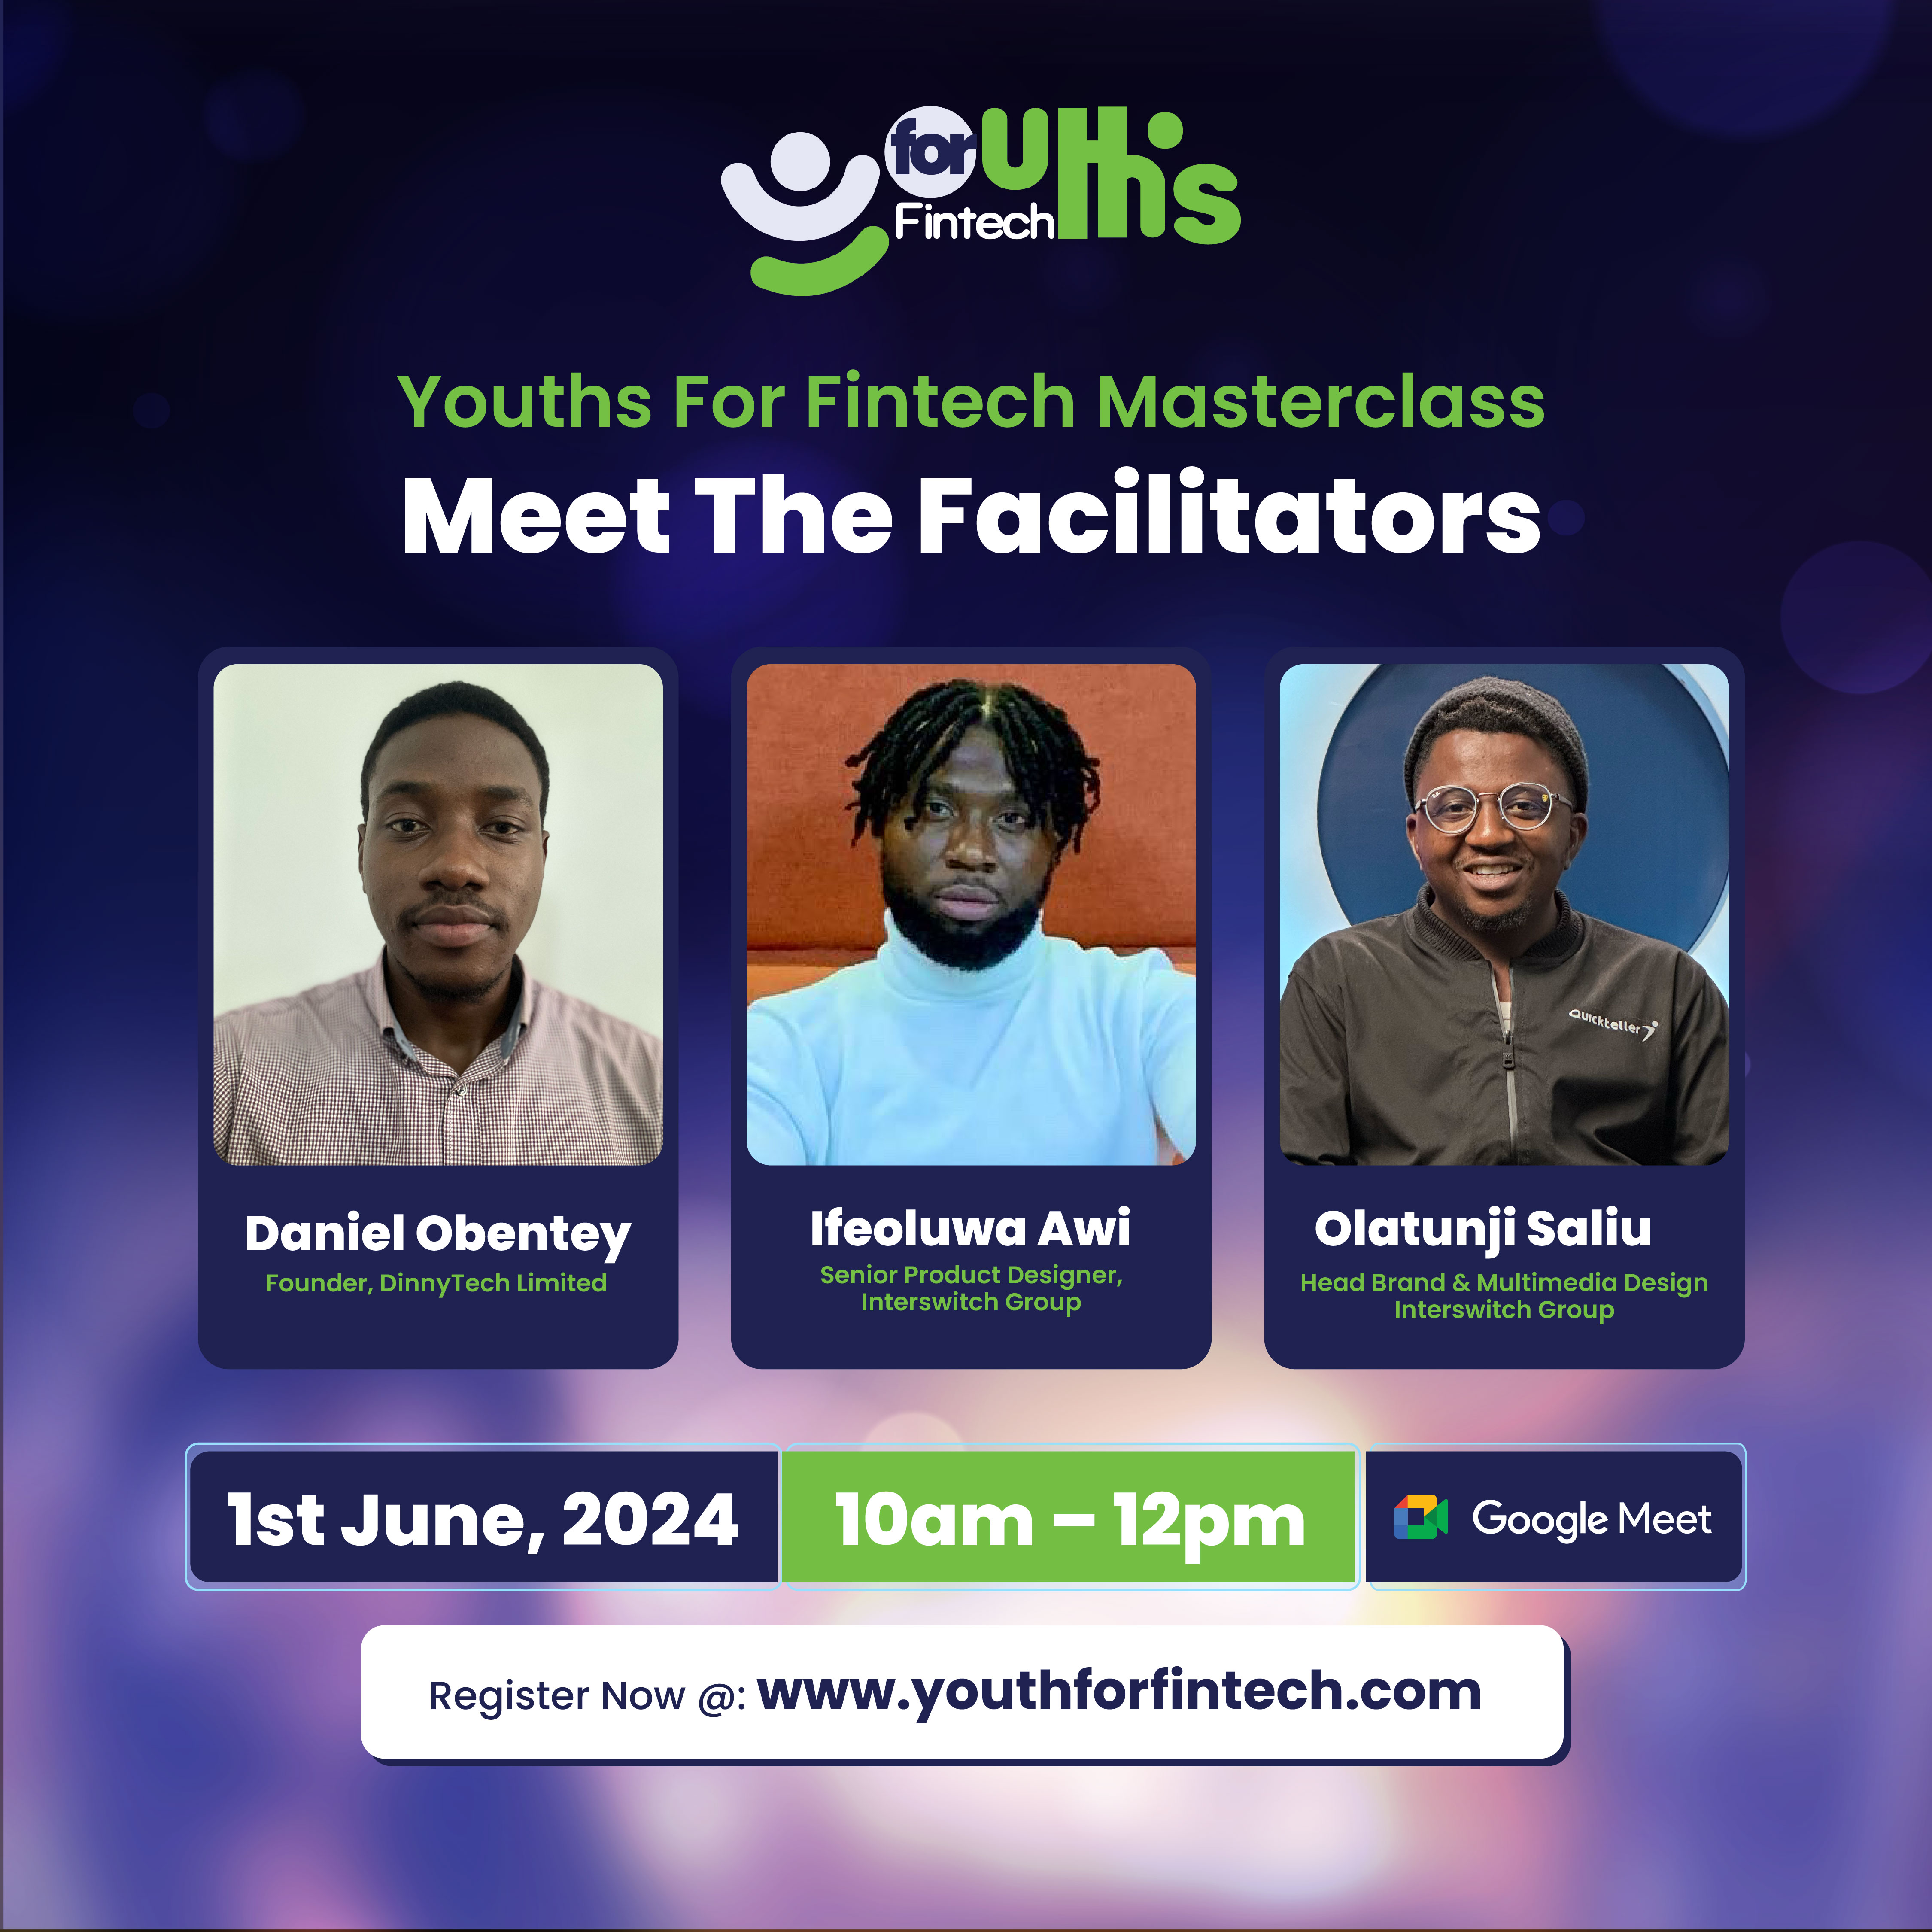 for Youths
Fintech
Youths For Fintech Masterclass
Meet The Facilitators
Quickteller
Daniel Obentey
Founder, DinnyTech Limited
Ifeoluwa Awi
Senior Product Designer,
Interswitch Group
Olatunji Saliu
Head Brand & Multimedia Design
Interswitch Group
1st June, 2024
10am – 12pm
Google Meet
Register Now @: www.youthforfintech.com